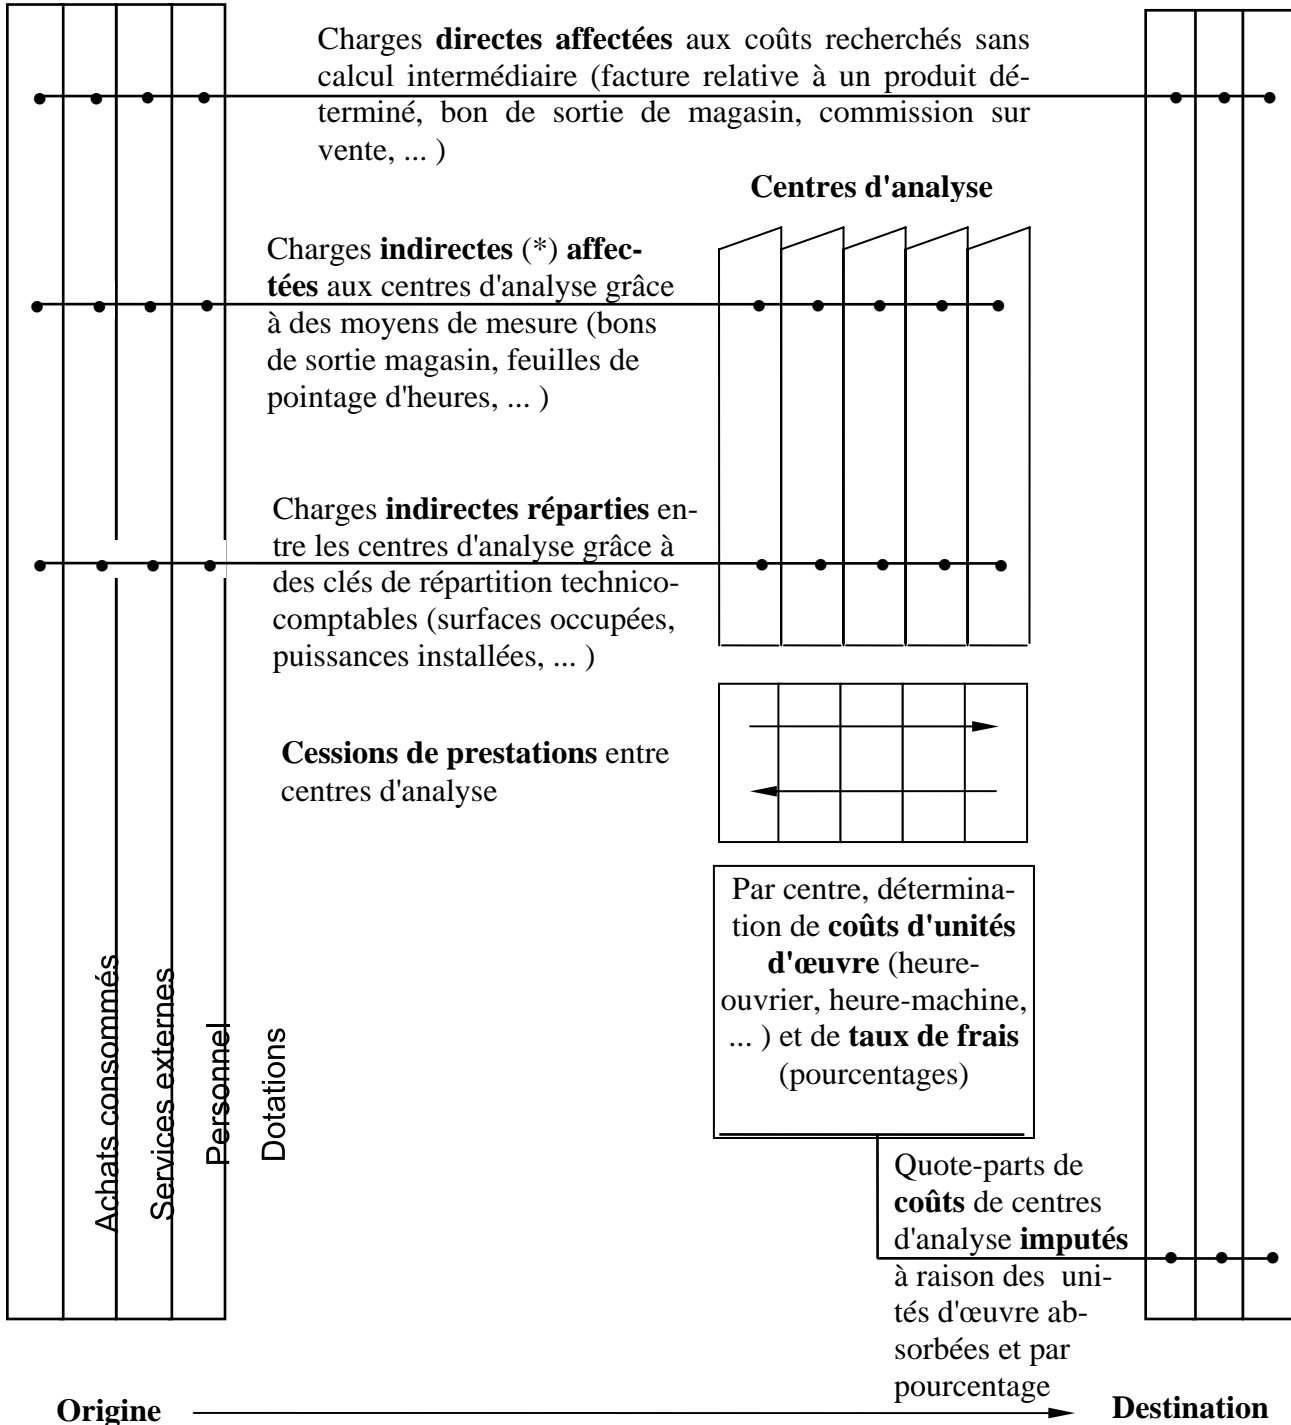 Charges directes affectées aux coûts recherchés sans
calcul intermédiaire (facture relative à un produit dé-
terminé, bon de sortie de magasin, commission sur
vente, ... )
Centres d'analyse
Charges indirectes (*) affec-
tées aux centres d'analyse grâce
à des moyens de mesure (bons
de sortie magasin, feuilles de
pointage d'heures, ... )
Charges indirectes réparties en-
tre les centres d'analyse grâce à
des clés de répartition technico-
comptables (surfaces occupées,
puissances installées, ... )
Cessions de prestations entre
centres d'analyse
Par centre, détermina-
tion de coûts d'unités
d'œuvre (heure-
ouvrier, heure-machine,
... ) et de taux de frais
(pourcentages)
Achats consommés
Services externes
Personnel
Dotations
Quote-parts de
coûts de centres
d'analyse imputés
à raison des uni-
tés d'œuvre ab-
sorbées et par
pourcentage
Origine
Destination